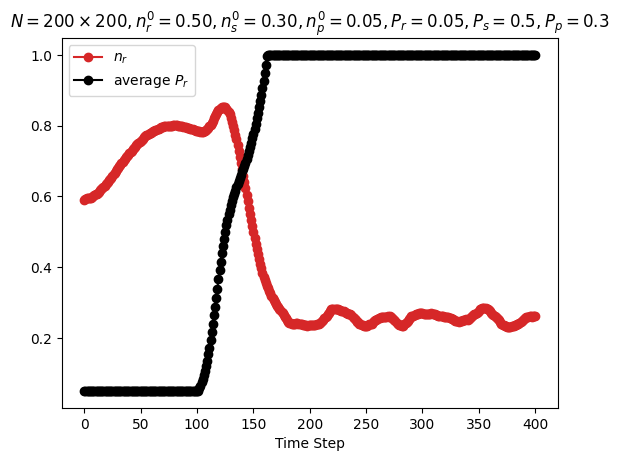 N = 200 × 200, n_r^0 = 0.50, n_s^0 = 0.30, n_p^0 = 0.05, P_r = 0.05, P_s = 0.5, P_p = 0.3
n_r
average P_r
1.0
0.8
0.6
0.4
0.2
0 50 100 150 200 250 300 350 400
Time Step